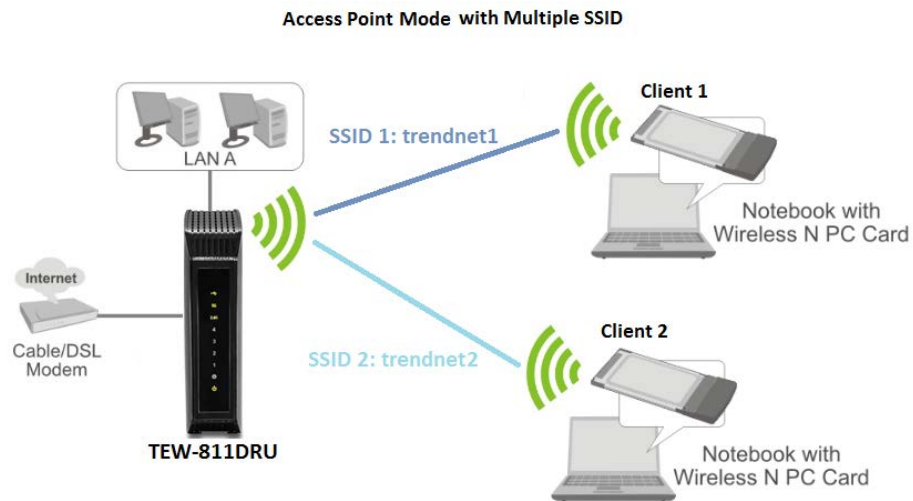 Access Point Mode with Multiple SSID
LAN A
SSID 1: trendnet1
Client 1
Notebook with
Wireless N PC Card
Internet
Cable/DSL
Modem
SSID 2: trendnet2
Client 2
TEW-811DRU
Notebook with
Wireless N PC Card